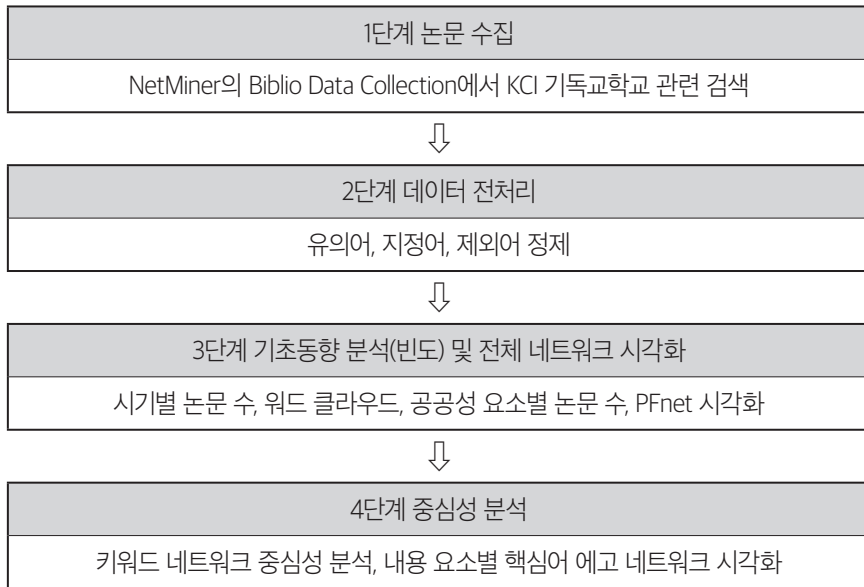 1단계 논문 수집
NetMiner의 Biblio Data Collection에서 KCI 기독교학교 관련 검색
⇩
2단계 데이터 전처리
유의어, 지정어, 제외어 정제
⇩
3단계 기초동향 분석(빈도) 및 전체 네트워크 시각화
시기별 논문 수, 워드 클라우드, 공공성 요소별 논문 수, PFnet 시각화
⇩
4단계 중심성 분석
키워드 네트워크 중심성 분석, 내용 요소별 핵심어 에고 네트워크 시각화